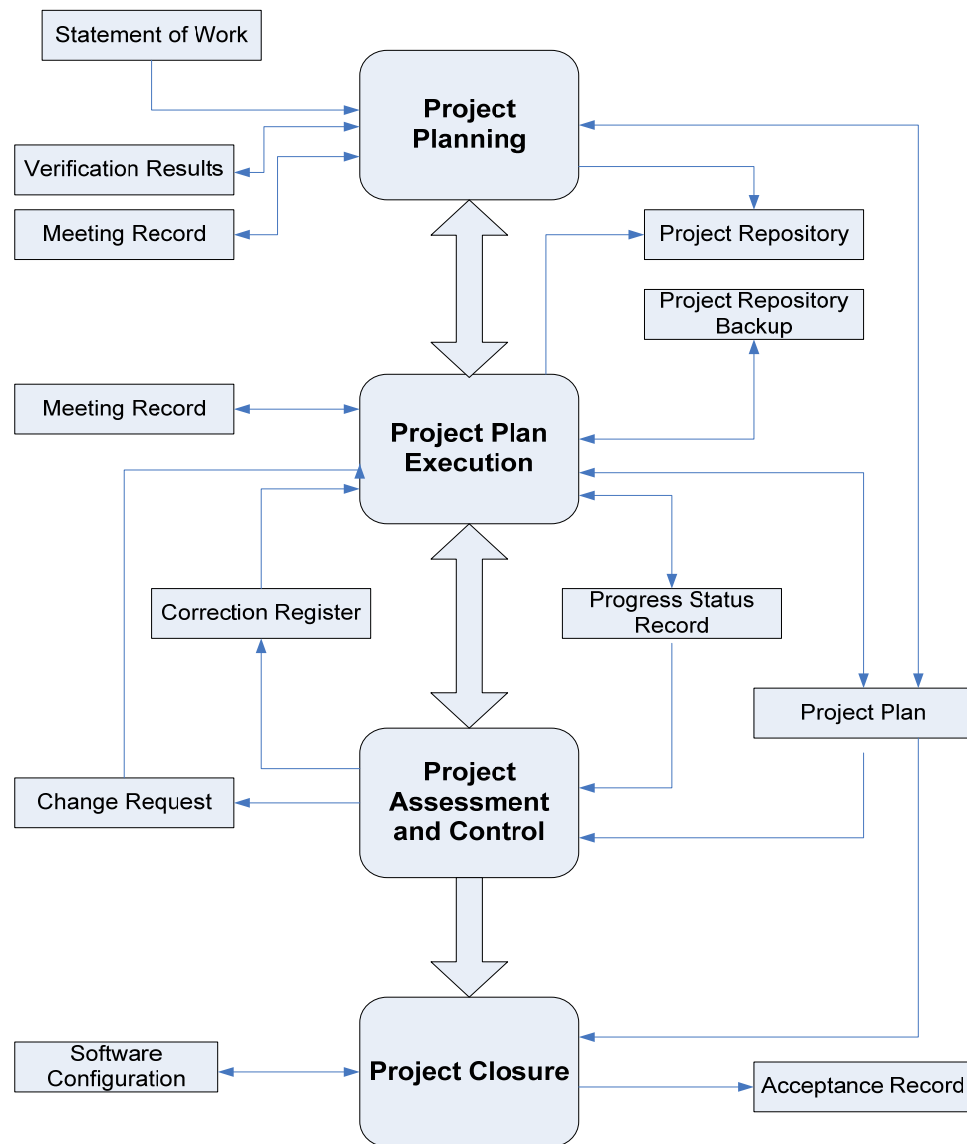 Statement of Work
Project
Planning
Verification Results
Meeting Record
Project Repository
Project Repository
Backup
Meeting Record
Project Plan
Execution
Correction Register
Progress Status
Record
Project Plan
Project
Assessment
and Control
Change Request
Software
Configuration
Project Closure
Acceptance Record